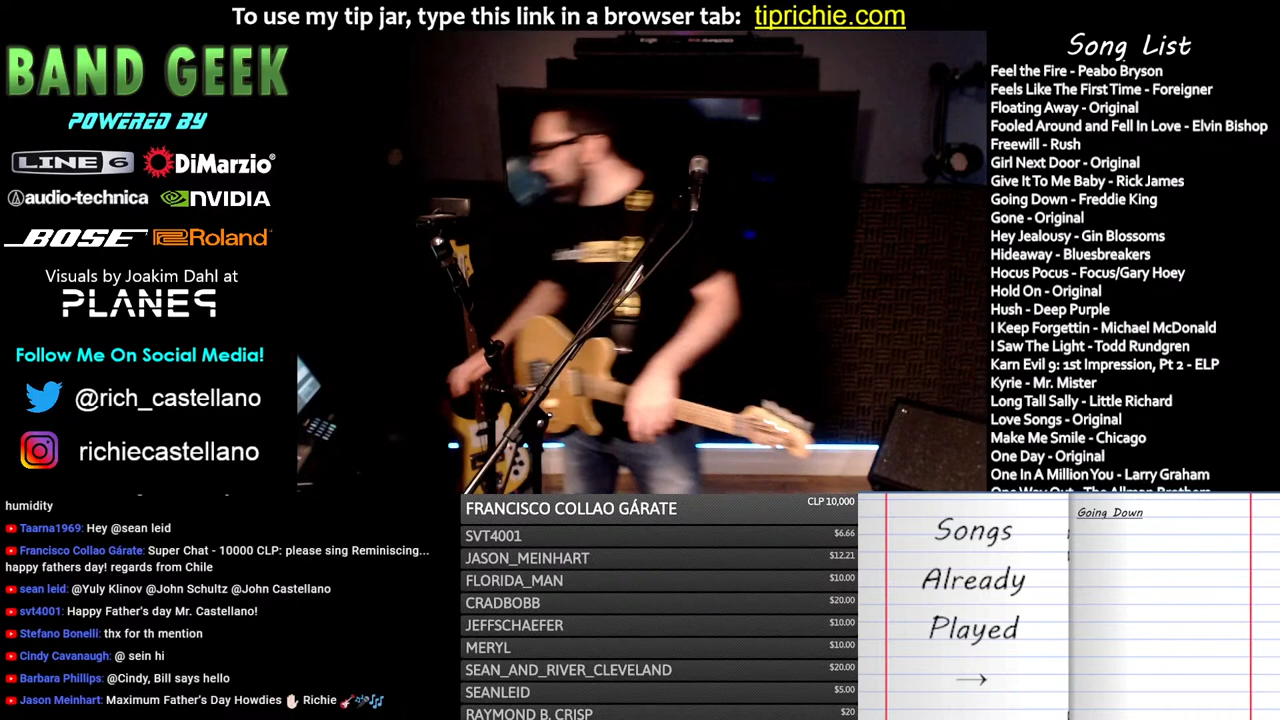 To use my tip jar, type this link in a browser tab: tiprichie.com
BAND GEEK
POWERED BY
LINE 6
DiMarzio
audio-technica
NVIDIA
BOSE
Roland
Visuals by Joakim Dahl at
PLANE9
Follow Me On Social Media!
@rich_castellano
richiecastellano
humidity
Taarna1969: Hey @sean leid
Francisco Collao Gárate: Super Chat - 10000 CLP: please sing Reminiscing...
happy fathers day! regards from Chile
sean leid: @Yuly Klinov @John Schultz @John Castellano
svt4001: Happy Father's day Mr. Castellano!
Stefano Bonelli: thx for th mention
Cindy Cavanaugh: @ sein hi
Barbara Phillips: @Cindy, Bill says hello
Jason Meinhart: Maximum Father's Day Howdies ✋🏻 Richie 🎸🎶🎵
FRANCISCO COLLAO GÁRATE CLP 10,000
SVT4001 $6.66
JASON_MEINHART $12.21
FLORIDA_MAN $10.00
CRADBOBB $20.00
JEFFSCHAEFER $10.00
MERYL $10.00
SEAN_AND_RIVER_CLEVELAND $20.00
SEANLEID $5.00
RAYMOND B. CRISP $20
Song List
Feel the Fire - Peabo Bryson
Feels Like The First Time - Foreigner
Floating Away - Original
Fooled Around and Fell In Love - Elvin Bishop
Freewill - Rush
Girl Next Door - Original
Give It To Me Baby - Rick James
Going Down - Freddie King
Gone - Original
Hey Jealousy - Gin Blossoms
Hideaway - Bluesbreakers
Hocus Pocus - Focus/Gary Hoey
Hold On - Original
Hush - Deep Purple
I Keep Forgettin - Michael McDonald
I Saw The Light - Todd Rundgren
Karn Evil 9: 1st Impression, Pt 2 - ELP
Kyrie - Mr. Mister
Long Tall Sally - Little Richard
Love Songs - Original
Make Me Smile - Chicago
One Day - Original
One In A Million You - Larry Graham
One Way Out - The Allman Brothers
Songs
Already
Played
→
Going Down